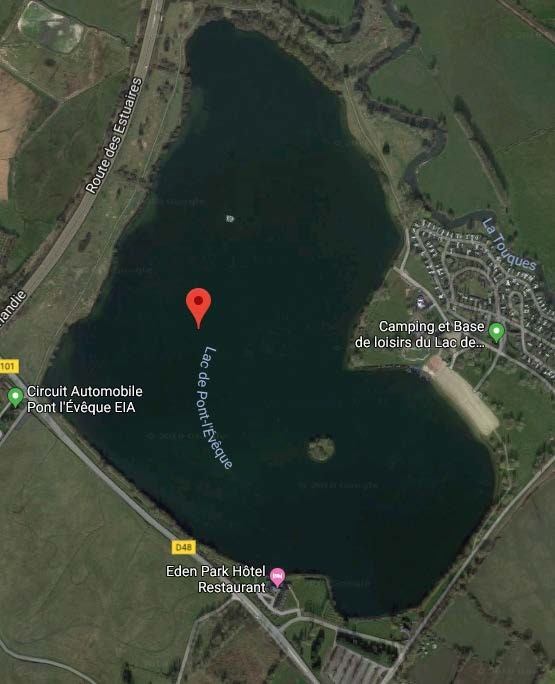 Route des Estuaires
La Touques
Camping et Base
de loisirs du Lac de...
101
Circuit Automobile
Pont l'Évêque EIA
Lac de Pont-l'Évêque
D48
Eden Park Hôtel
Restaurant